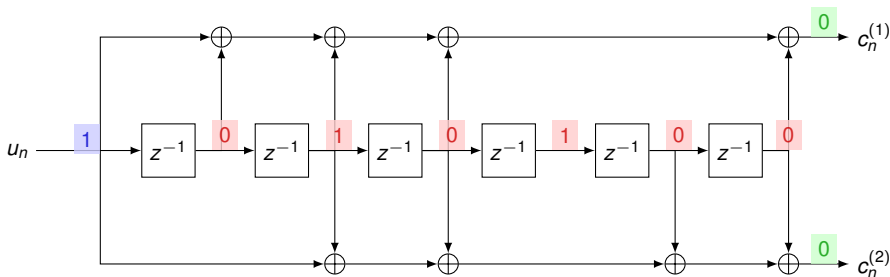 0
c_n^{(1)}
u_n 1 z^{-1} 0 z^{-1} 1 z^{-1} 0 z^{-1} 1 z^{-1} 0 z^{-1} 0
0
c_n^{(2)}